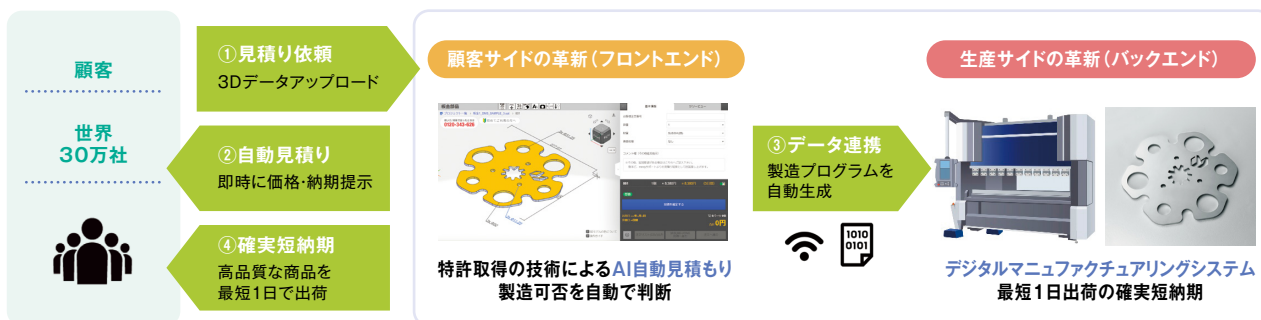 顧客
世界
30万社
①見積り依頼
3Dデータアップロード
②自動見積り
即時に価格・納期提示
④確実短納期
高品質な商品を
最短1日で出荷
顧客サイドの革新（フロントエンド）
0120-343-626
特許取得の技術によるAI自動見積もり
製造可否を自動で判断
③データ連携
製造プログラムを
自動生成
1010
0101
生産サイドの革新（バックエンド）
デジタルマニュファクチュアリングシステム
最短1日出荷の確実短納期